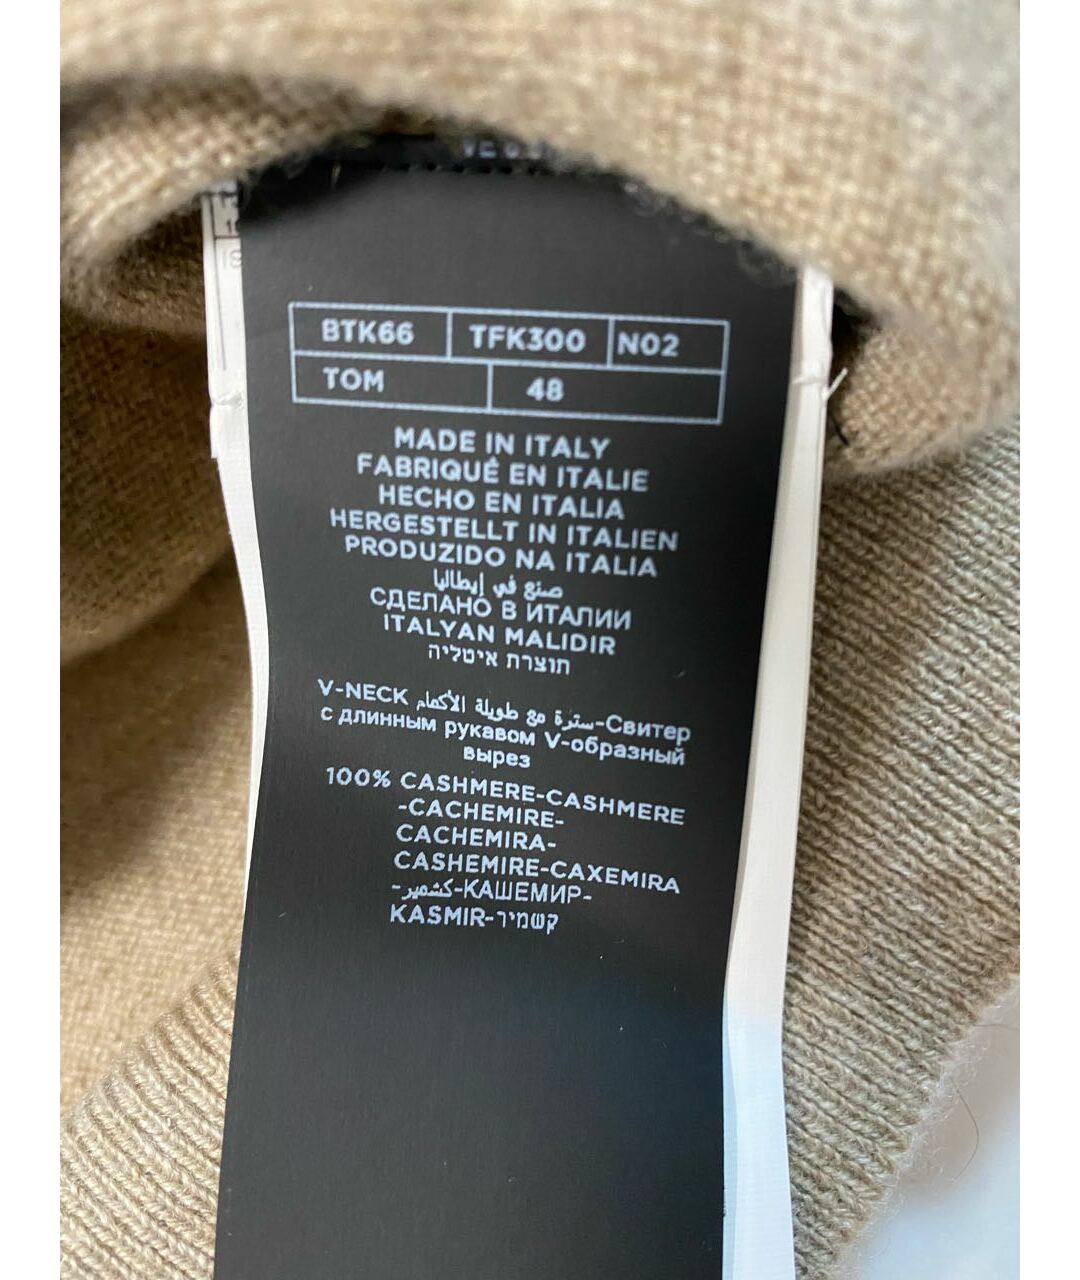 BTK66 TFK300 N02
TOM 48
MADE IN ITALY
FABRIQUÉ EN ITALIE
HECHO EN ITALIA
HERGESTELLT IN ITALIEN
PRODUZIDO NA ITALIA
صنع في إيطاليا
СДЕЛАНО В ИТАЛИИ
ITALYAN MALIDIR
תוצרת איטליה
V-NECK سترة مع طويلة الأكمام-Свитер
с длинным рукавом V-образный
вырез
100% CASHMERE-CASHMERE
-CACHEMIRE-
CACHEMIRA-
CASHEMIRE-CAXEMIRA
-كشمير-КАШЕМИР-
KASMIR-קשמיר